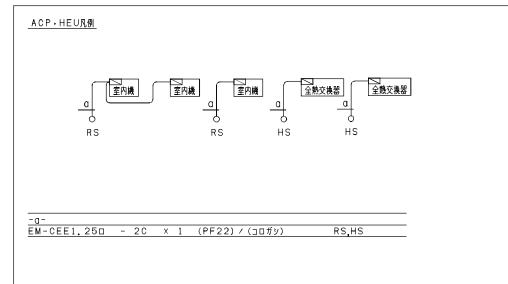 ACP・HEU凡例
室内機 室内機 室内機 全熱交換器 全熱交換器
a a a a
RS RS HS HS
-a-
EM-CEE1.25□ - 2C × 1 (PF22)/(コロガシ) RS,HS